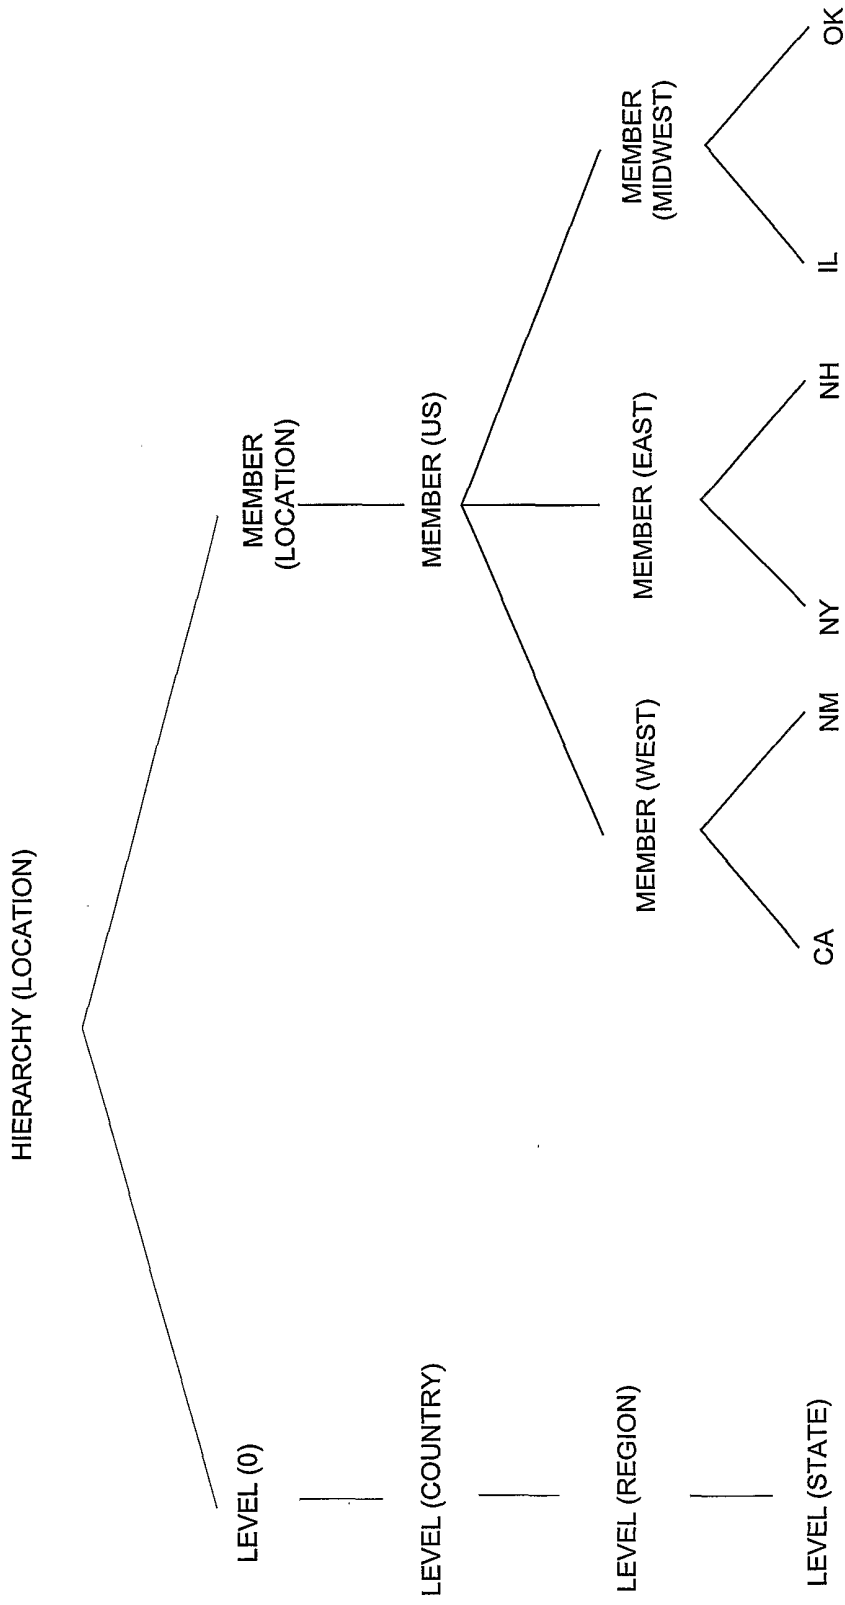 HIERARCHY (LOCATION)
LEVEL (0)
MEMBER
(LOCATION)
LEVEL (COUNTRY)
MEMBER (US)
LEVEL (REGION)
MEMBER (WEST)
MEMBER (EAST)
MEMBER
(MIDWEST)
LEVEL (STATE)
CA
NM
NY
NH
IL
OK